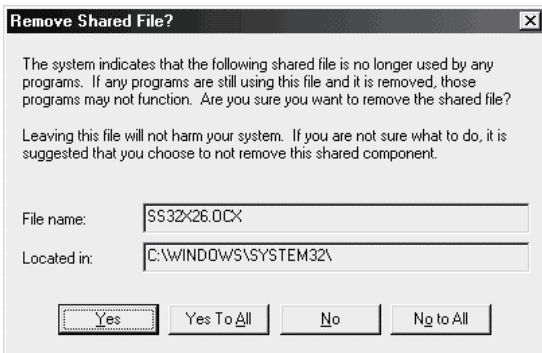 Remove Shared File?
The system indicates that the following shared file is no longer used by any
programs. If any programs are still using this file and it is removed, those
programs may not function. Are you sure you want to remove the shared file?
Leaving this file will not harm your system. If you are not sure what to do, it is
suggested that you choose to not remove this shared component.
File name: SS32X26.OCX
Located in: C:\WINDOWS\SYSTEM32\
Yes Yes To All No No to All